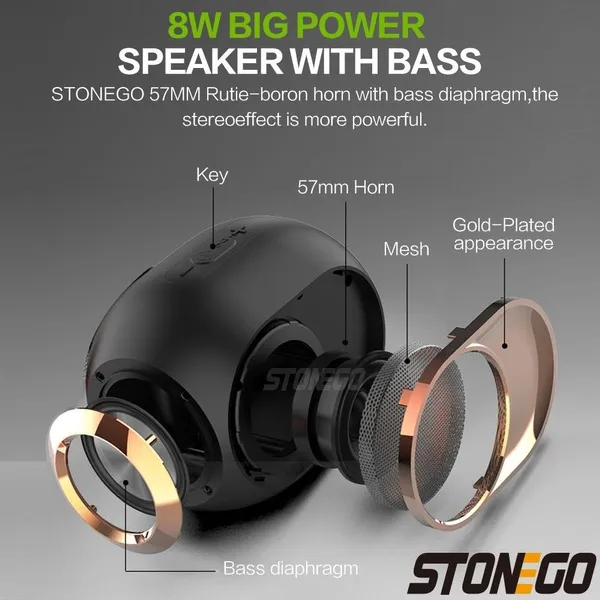 8W BIG POWER
SPEAKER WITH BASS
STONEGO 57MM Rutie-boron horn with bass diaphragm,the
stereoeffect is more powerful.
Key
57mm Horn
Gold-Plated
appearance
Mesh
STONEGO
Bass diaphragm
STONEGO